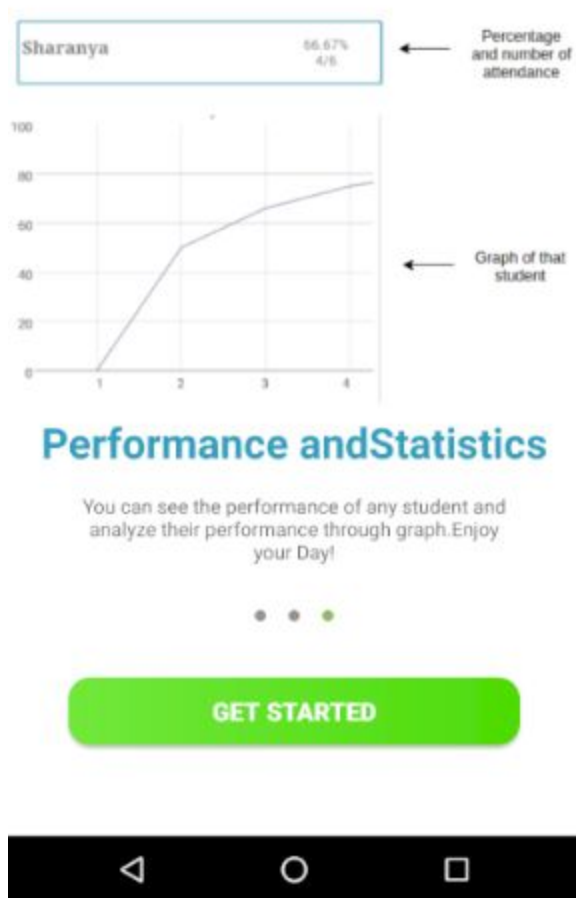 Sharanya
66.67%
4/6
Percentage
and number of
attendance
100
80
60
40
20
0
1 2 3 4
Graph of that
student
Performance andStatistics
You can see the performance of any student and
analyze their performance through graph.Enjoy
your Day!
GET STARTED